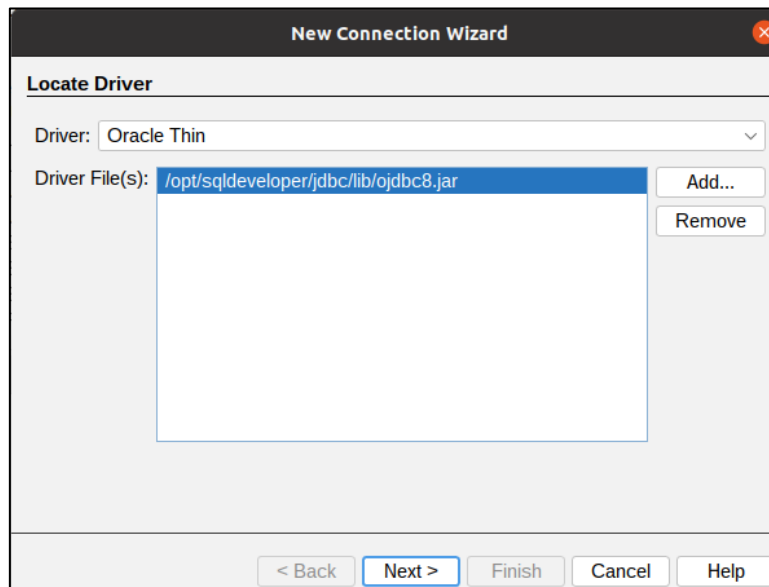 New Connection Wizard
Locate Driver
Driver: Oracle Thin
Driver File(s): /opt/sqldeveloper/jdbc/lib/ojdbc8.jar Add...
Remove
< Back Next > Finish Cancel Help